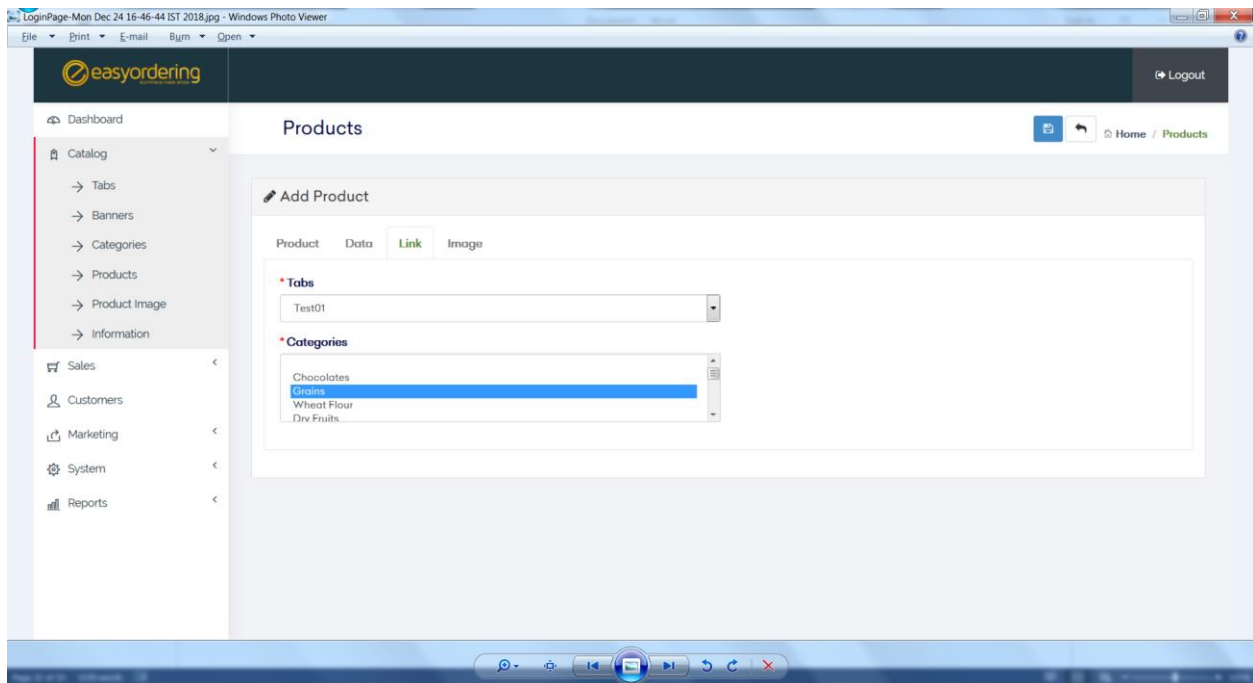 LoginPage-Mon Dec 24 16-46-44 IST 2018.jpg - Windows Photo Viewer
File Print E-mail Burn Open
easyordering
Logout
Dashboard
Products
Home / Products
Catalog
Tabs
Banners
Categories
Products
Product Image
Information
Sales
Customers
Marketing
System
Reports
Add Product
Product Data Link Image
*Tabs
Test01
*Categories
Chocolates
Grains
Wheat Flour
Dry Fruits